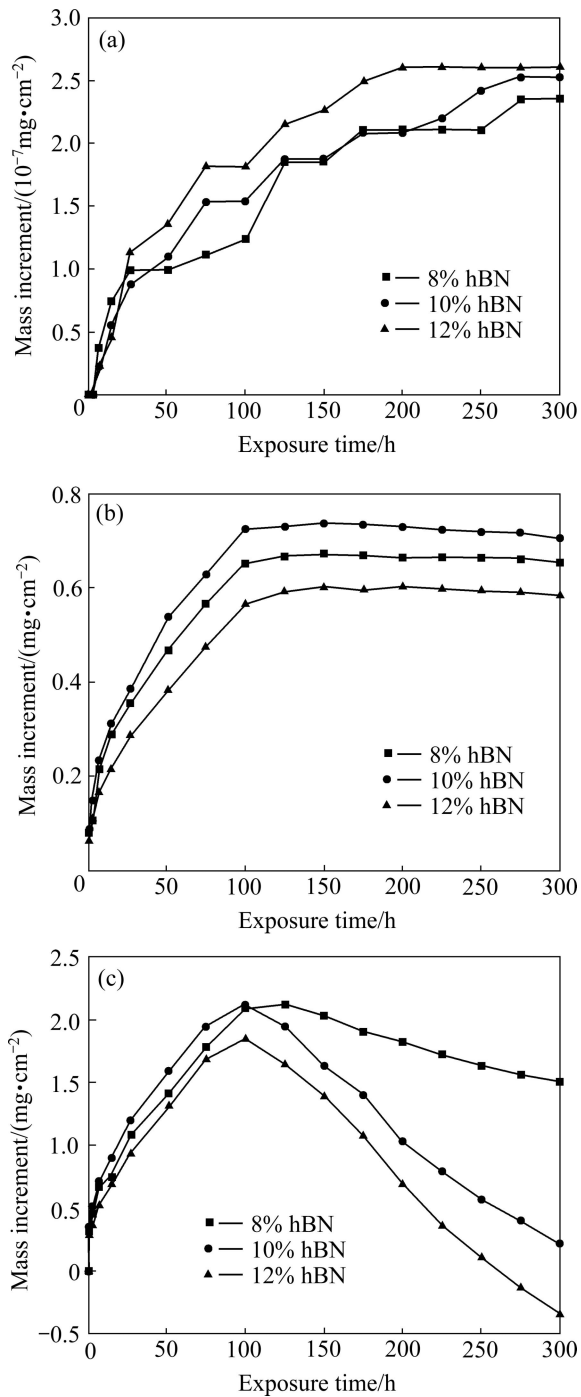 (a)
3.0
2.5
2.0
1.5
1.0
0.5
0
50
100
150
200
250
300
Mass increment/(10⁻⁷mg•cm⁻²)
Exposure time/h
8% hBN
10% hBN
12% hBN
(b)
0.8
0.6
0.4
0.2
0
50
100
150
200
250
300
Mass increment/(mg•cm⁻²)
Exposure time/h
8% hBN
10% hBN
12% hBN
(c)
2.5
2.0
1.5
1.0
0.5
0
−0.5
0
50
100
150
200
250
300
Mass increment/(mg•cm⁻²)
Exposure time/h
8% hBN
10% hBN
12% hBN